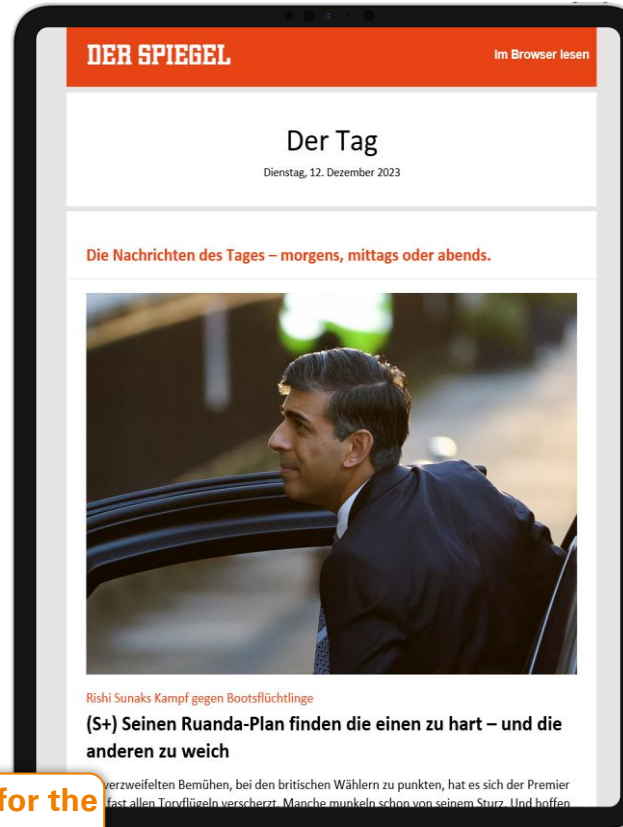 DER SPIEGEL
Im Browser lesen
Der Tag
Dienstag, 12. Dezember 2023
Die Nachrichten des Tages – morgens, mittags oder abends.
Rishi Sunaks Kampf gegen Bootsflüchtlinge
(S+) Seinen Ruanda-Plan finden die einen zu hart – und die
anderen zu weich
verzweifelten Bemühen, bei den britischen Wählern zu punkten, hat es sich der Premier
fast allen Toryflügeln verscherzt. Manche munkeln schon von seinem Sturz. Und hoffen
for the